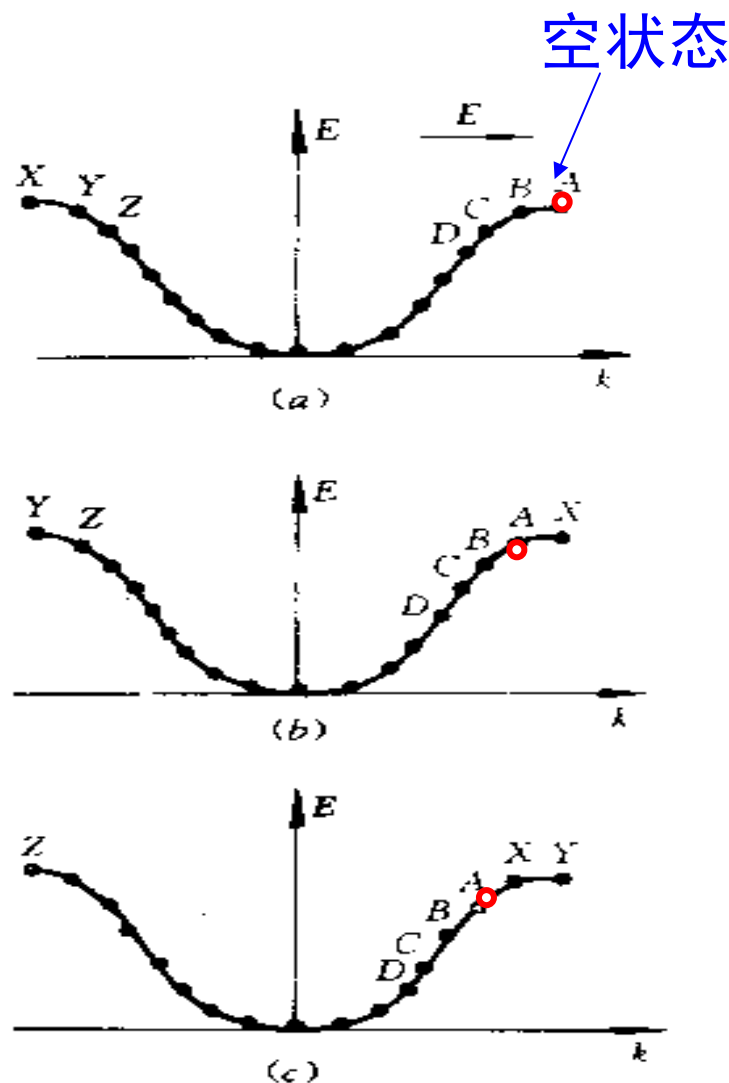 空状态
E
E
X Y Z D C B A
k
(a)
E
Y Z D C B A X
k
(b)
E
Z D C B A X Y
k
(c)